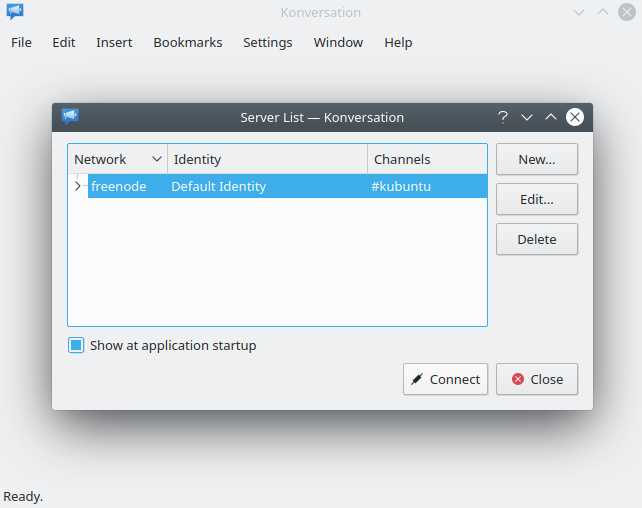 Konversation
File Edit Insert Bookmarks Settings Window Help
Server List — Konversation
?
Network Identity Channels
freenode Default Identity #kubuntu
New...
Edit...
Delete
Show at application startup
Connect Close
Ready.